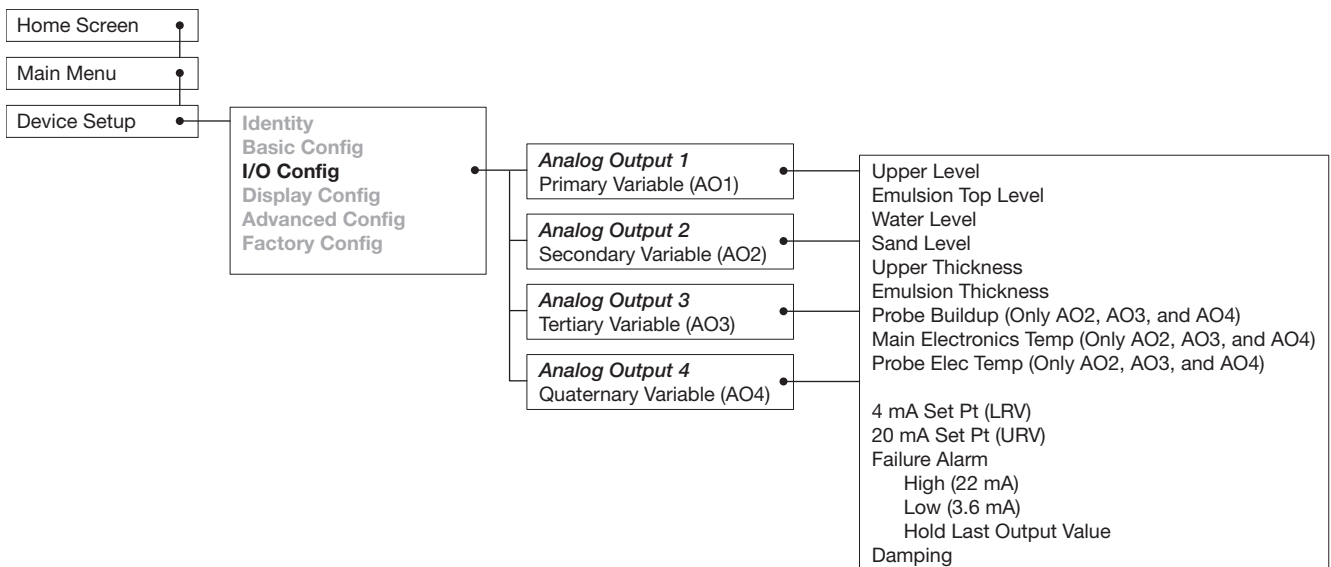 Home Screen
Main Menu
Device Setup
Identity
Basic Config
I/O Config
Display Config
Advanced Config
Factory Config
Analog Output 1
Primary Variable (AO1)
Analog Output 2
Secondary Variable (AO2)
Analog Output 3
Tertiary Variable (AO3)
Analog Output 4
Quaternary Variable (AO4)
Upper Level
Emulsion Top Level
Water Level
Sand Level
Upper Thickness
Emulsion Thickness
Probe Buildup (Only AO2, AO3, and AO4)
Main Electronics Temp (Only AO2, AO3, and AO4)
Probe Elec Temp (Only AO2, AO3, and AO4)
4 mA Set Pt (LRV)
20 mA Set Pt (URV)
Failure Alarm
High (22 mA)
Low (3.6 mA)
Hold Last Output Value
Damping